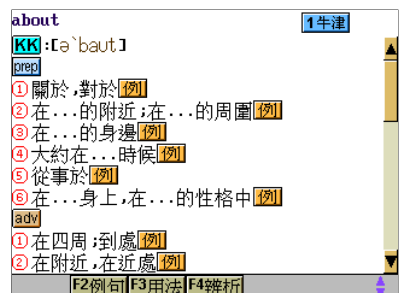 about 1牛津
KK:[ə`baut]
prep
①關於,對於例
②在...的附近;在...的周圍例
③在...的身邊例
④大約在...時候例
⑤從事於例
⑥在...身上,在...的性格中例
adv
①在四周;到處例
②在附近,在近處例
F2例句 F3用法 F4辨析